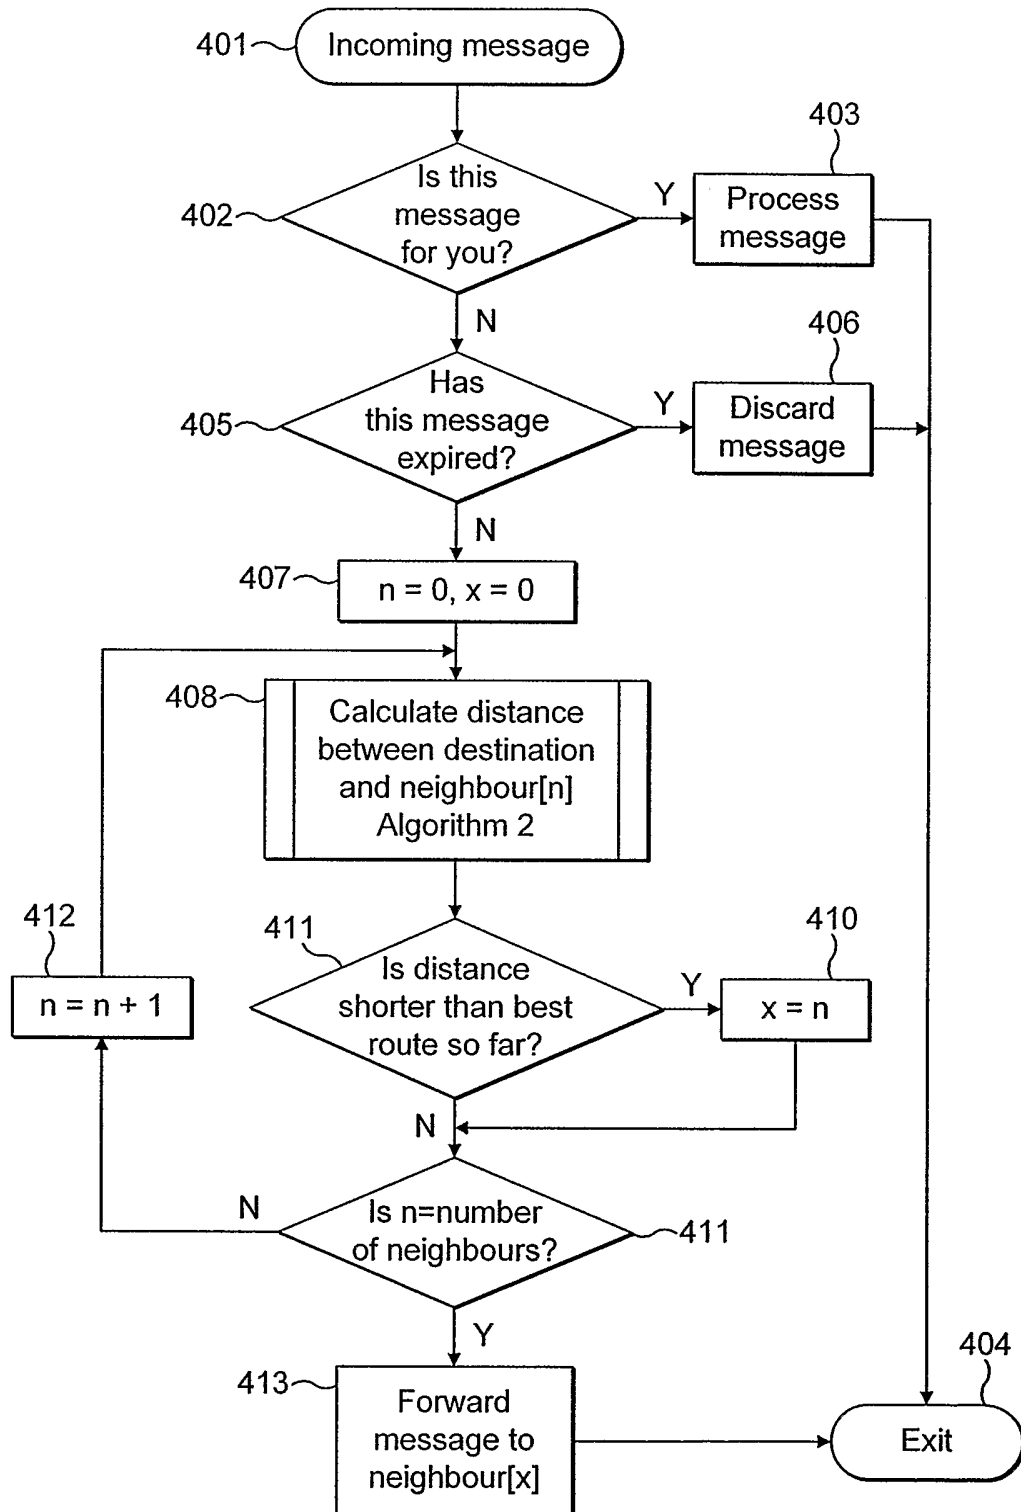 401
Incoming message
403
Is this
message
for you?
402
Y
Process
message
N
406
Has
this message
expired?
405
Y
Discard
message
N
407
n = 0, x = 0
408
Calculate distance
between destination
and neighbour[n]
Algorithm 2
412
n = n + 1
411
Is distance
shorter than best
route so far?
Y
410
x = n
N
N
Is n=number
of neighbours?
411
Y
413
Forward
message to
neighbour[x]
404
Exit